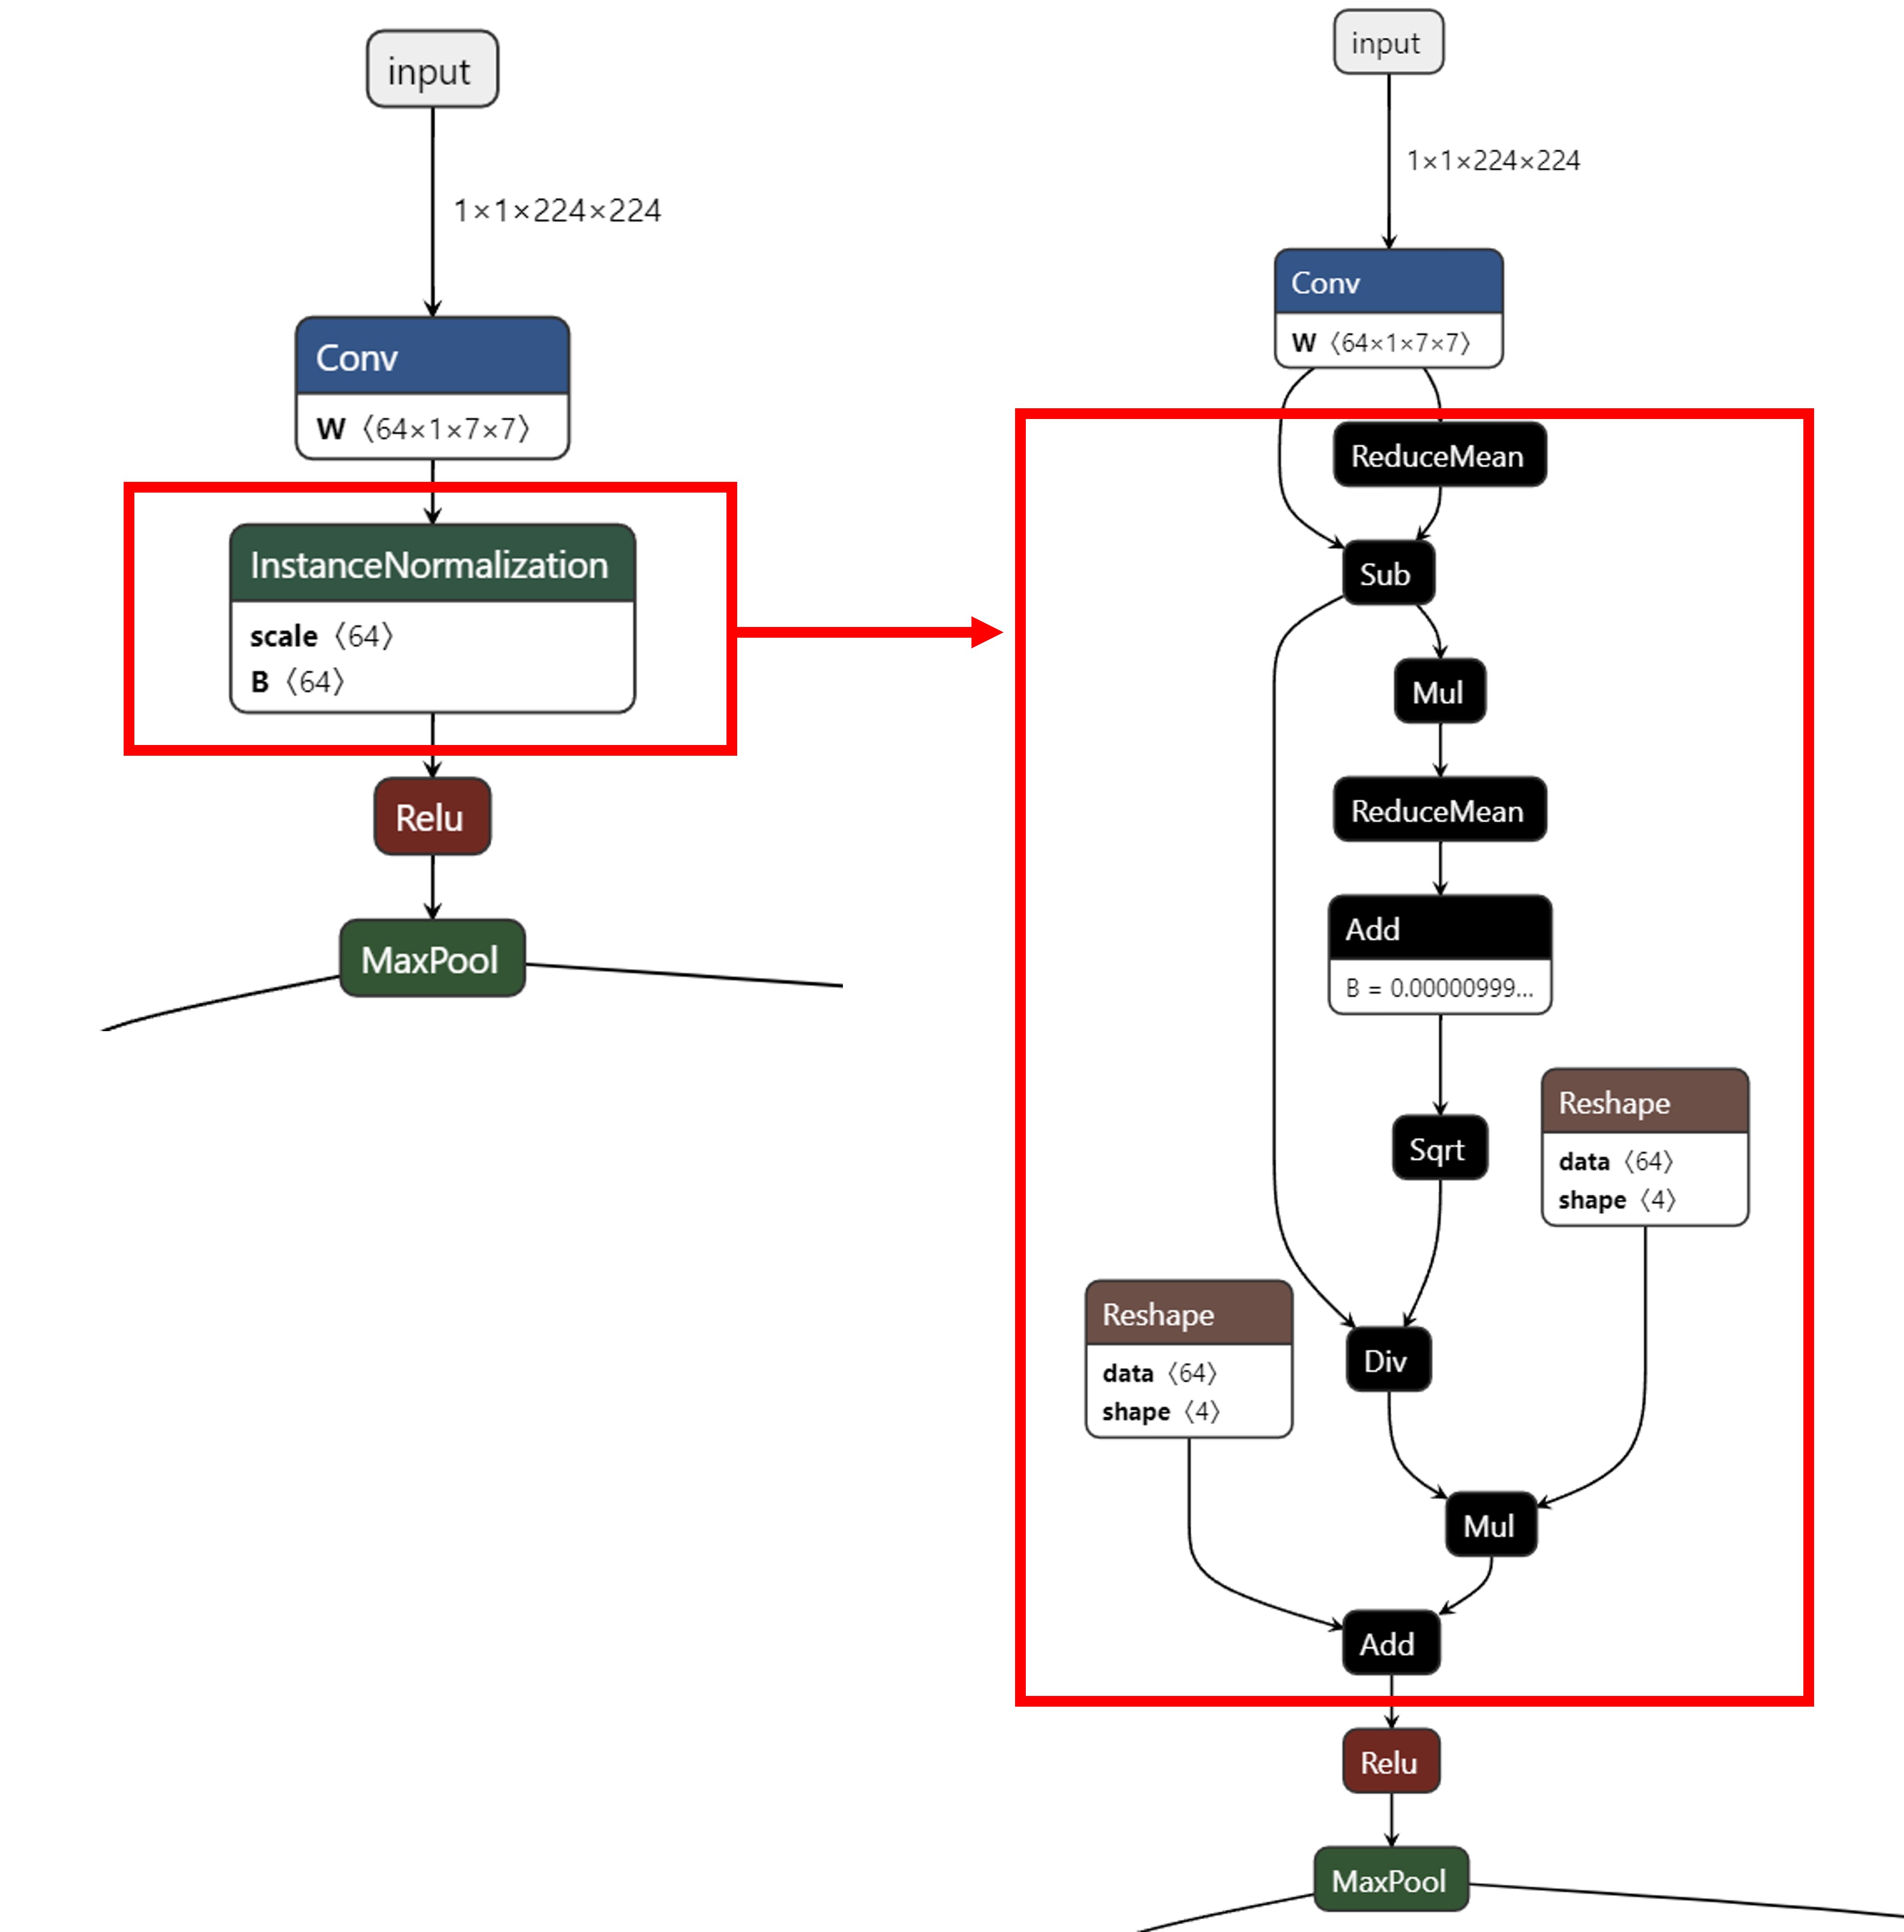 input
1×1×224×224
Conv
W 〈64×1×7×7〉
InstanceNormalization
scale 〈64〉
B 〈64〉
Relu
MaxPool
input
1×1×224×224
Conv
W 〈64×1×7×7〉
ReduceMean
Sub
Mul
ReduceMean
Add
B = 0.00000999...
Sqrt
Reshape
data 〈64〉
shape 〈4〉
Reshape
data 〈64〉
shape 〈4〉
Div
Mul
Add
Relu
MaxPool